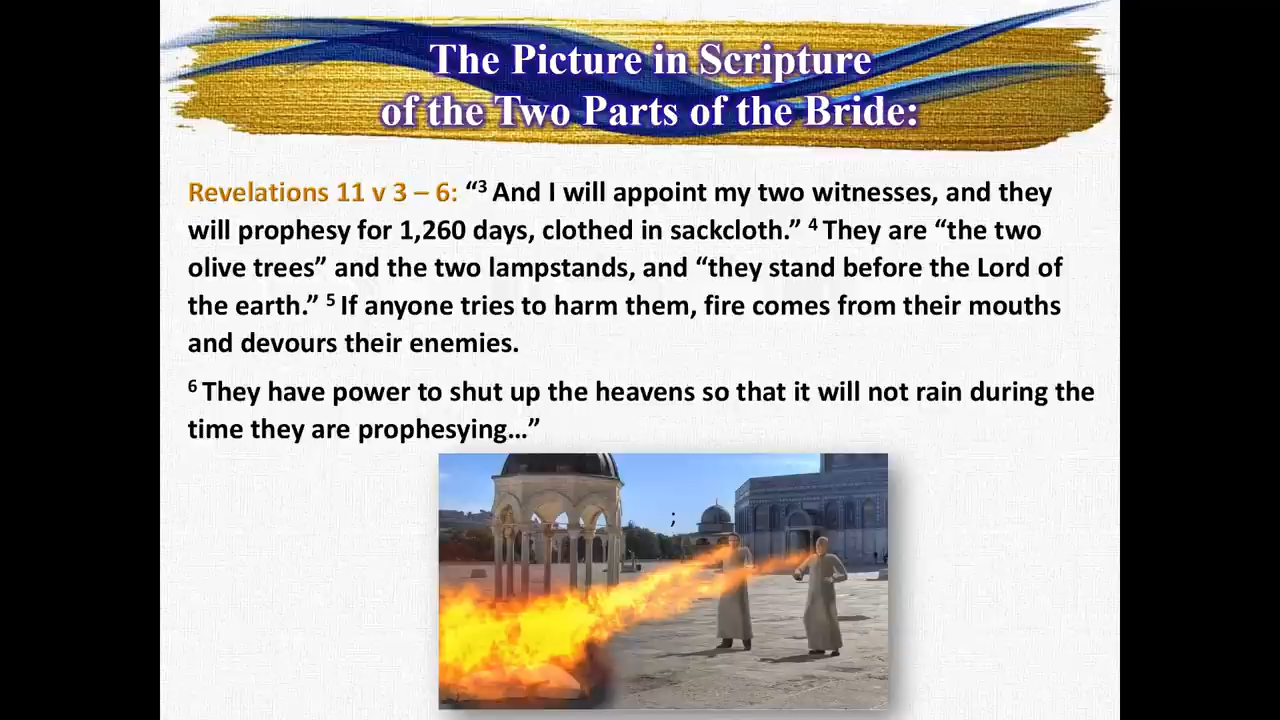 The Picture in Scripture
of the Two Parts of the Bride:
Revelations 11 v 3 – 6: “³ And I will appoint my two witnesses, and they
will prophesy for 1,260 days, clothed in sackcloth.” ⁴ They are “the two
olive trees” and the two lampstands, and “they stand before the Lord of
the earth.” ⁵ If anyone tries to harm them, fire comes from their mouths
and devours their enemies.
⁶ They have power to shut up the heavens so that it will not rain during the
time they are prophesying…”
;